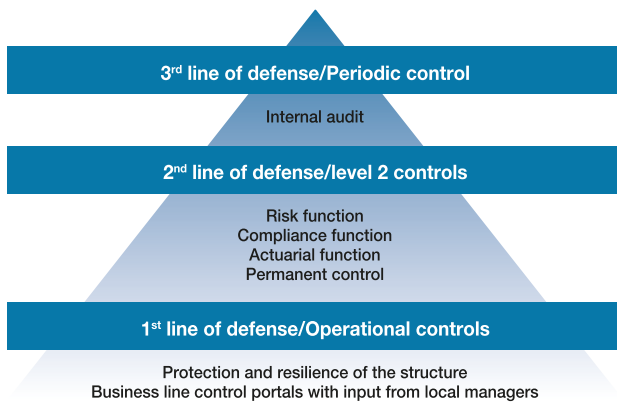 3rd line of defense/Periodic control
Internal audit
2nd line of defense/level 2 controls
Risk function
Compliance function
Actuarial function
Permanent control
1st line of defense/Operational controls
Protection and resilience of the structure
Business line control portals with input from local managers